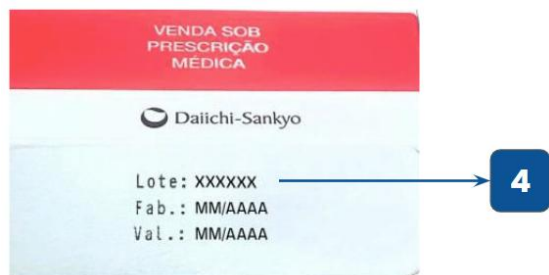 VENDA SOB
PRESCRIÇÃO
MÉDICA
Daiichi-Sankyo
Lote: XXXXXX
4
Fab.: MM/AAAA
Val.: MM/AAAA